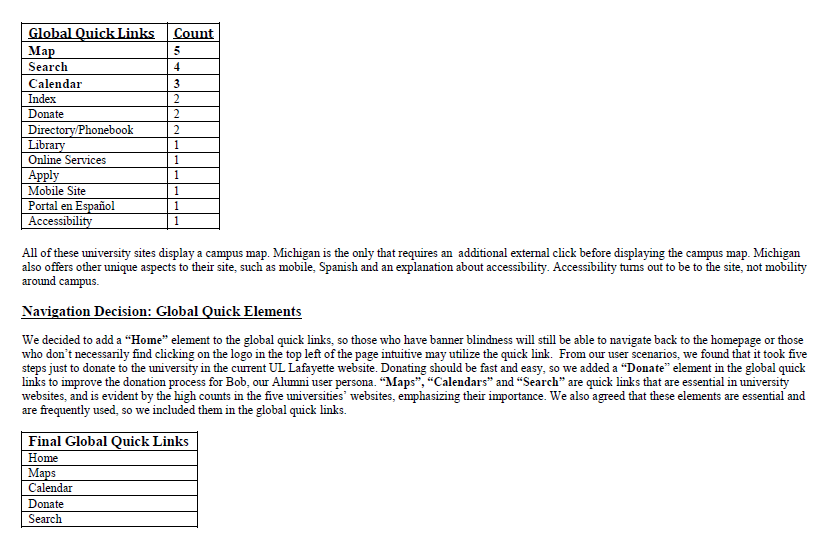 Global Quick Links Count
Map 5
Search 4
Calendar 3
Index 2
Donate 2
Directory/Phonebook 2
Library 1
Online Services 1
Apply 1
Mobile Site 1
Portal en Español 1
Accessibility 1
All of these university sites display a campus map. Michigan is the only that requires an additional external click before displaying the campus map. Michigan
also offers other unique aspects to their site, such as mobile, Spanish and an explanation about accessibility. Accessibility turns out to be to the site, not mobility
around campus.
Navigation Decision: Global Quick Elements
We decided to add a “Home” element to the global quick links, so those who have banner blindness will still be able to navigate back to the homepage or those
who don’t necessarily find clicking on the logo in the top left of the page intuitive may utilize the quick link. From our user scenarios, we found that it took five
steps just to donate to the university in the current UL Lafayette website. Donating should be fast and easy, so we added a “Donate” element in the global quick
links to improve the donation process for Bob, our Alumni user persona. “Maps”, “Calendars” and “Search” are quick links that are essential in university
websites, and is evident by the high counts in the five universities’ websites, emphasizing their importance. We also agreed that these elements are essential and
are frequently used, so we included them in the global quick links.
Final Global Quick Links
Home
Maps
Calendar
Donate
Search